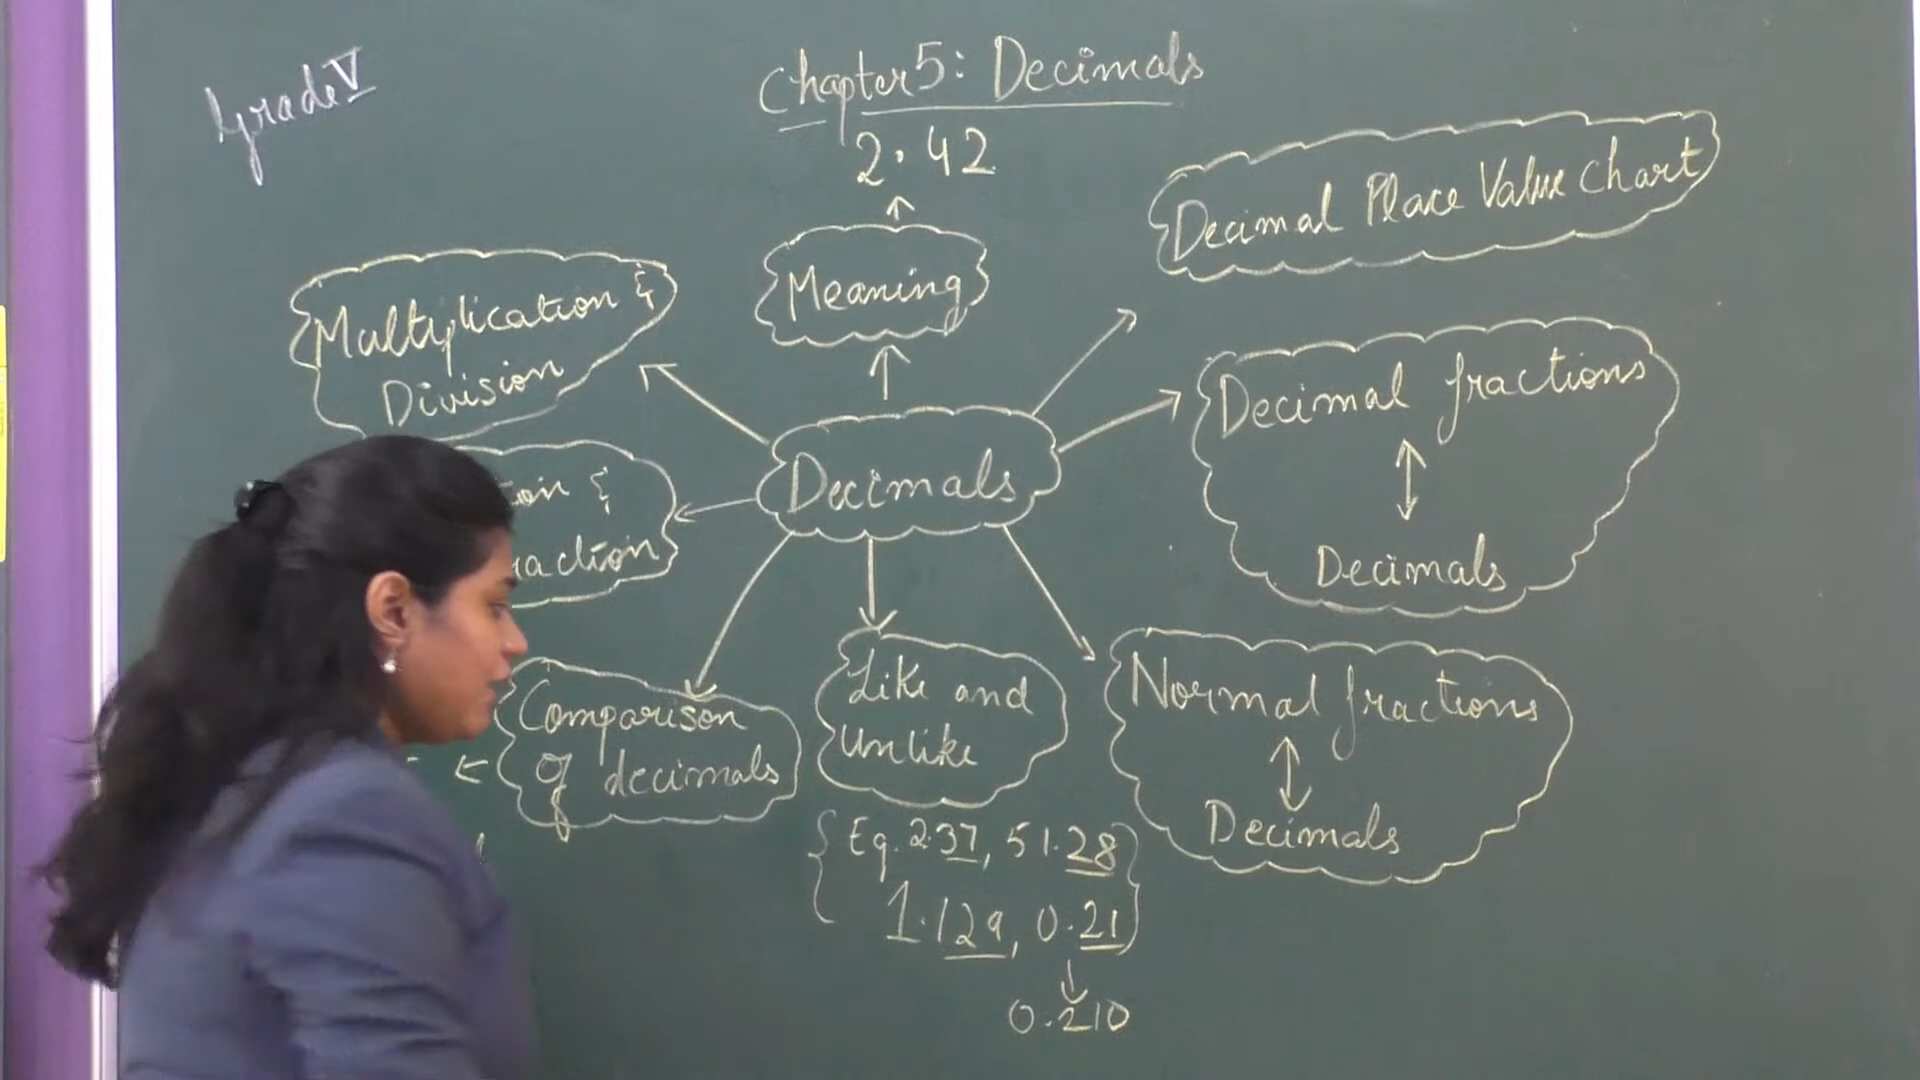 Grade V
Chapter 5: Decimals
2.42
Decimal Place Value Chart
Meaning
Multiplication &
Division
Decimal fractions
Decimals
Decimals
Like and
Unlike
Comparison
of decimals
Normal fractions
Decimals
Eg. 2.37, 51.28
1.129, 0.21
0.210